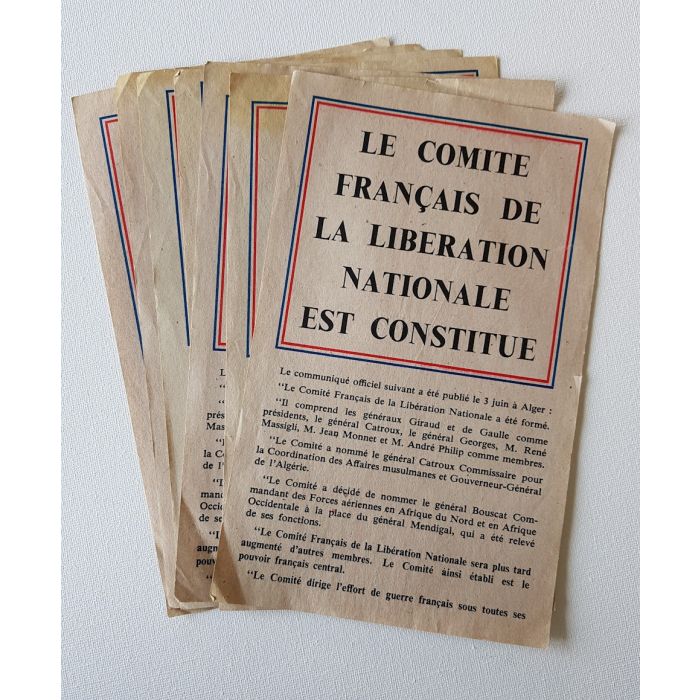 LE COMITE
FRANÇAIS DE
LA LIBERATION
NATIONALE
EST CONSTITUE
Le communiqué officiel suivant a été publié le 3 juin à Alger :
"Le Comité Français de la Libération Nationale a été formé.
"Il comprend les généraux Giraud et de Gaulle comme
présidents, le général Catroux, le général Georges, M. René
Massigli, M. Jean Monnet et M. André Philip comme membres.
"Le Comité a nommé le général Catroux Commissaire pour
la Coordination des Affaires musulmanes et Gouverneur-Général
de l'Algérie.
"Le Comité a décidé de nommer le général Bouscat Com-
mandant des Forces aériennes en Afrique du Nord et en Afrique
Occidentale à la place du général Mendigal, qui a été relevé
de ses fonctions.
"Le Comité Français de la Libération Nationale sera plus tard
augmenté d'autres membres. Le Comité ainsi établi est le
pouvoir français central.
"Le Comité dirige l'effort de guerre français sous toutes ses